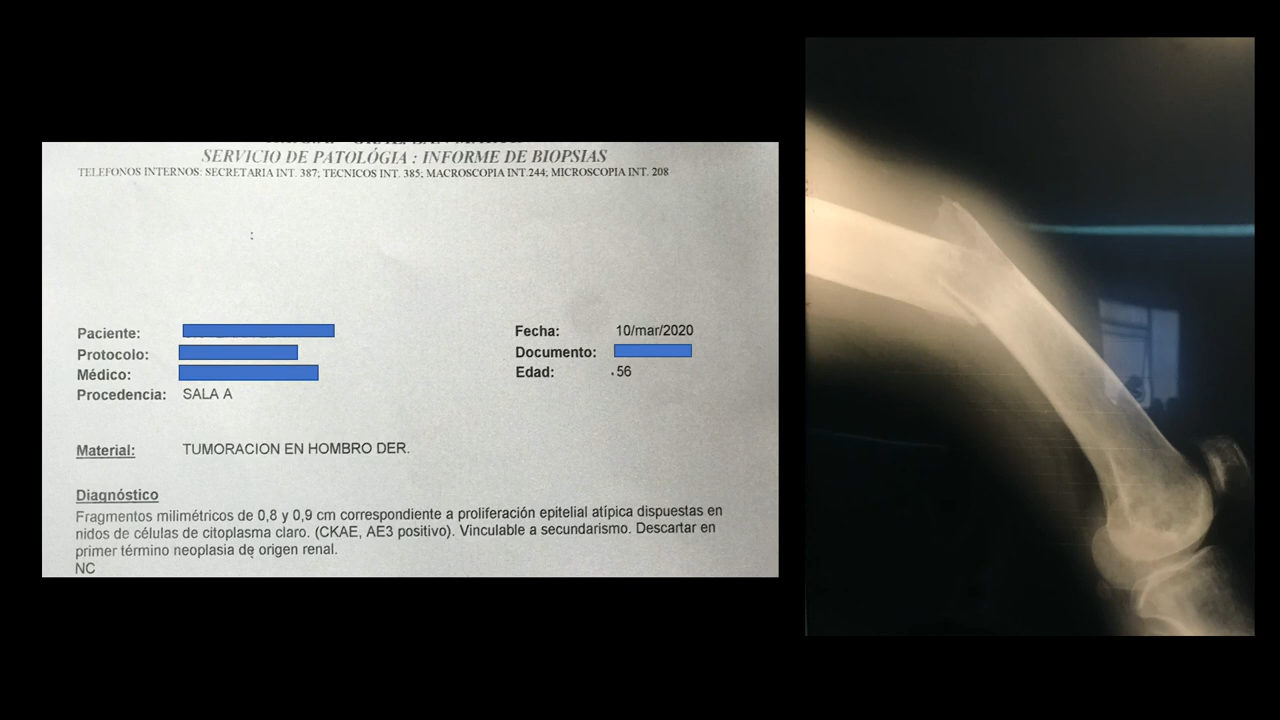 SERVICIO DE PATOLÓGIA : INFORME DE BIOPSIAS
TELEFONOS INTERNOS: SECRETARIA INT. 387; TECNICOS INT. 385; MACROSCOPIA INT.244; MICROSCOPIA INT. 208
:
Paciente:
Fecha: 10/mar/2020
Protocolo:
Documento:
Médico:
Edad: 56
Procedencia: SALA A
Material: TUMORACION EN HOMBRO DER.
Diagnóstico
Fragmentos milimétricos de 0,8 y 0,9 cm correspondiente a proliferación epitelial atípica dispuestas en
nidos de células de citoplasma claro. (CKAE, AE3 positivo). Vinculable a secundarismo. Descartar en
primer término neoplasia de origen renal.
NC